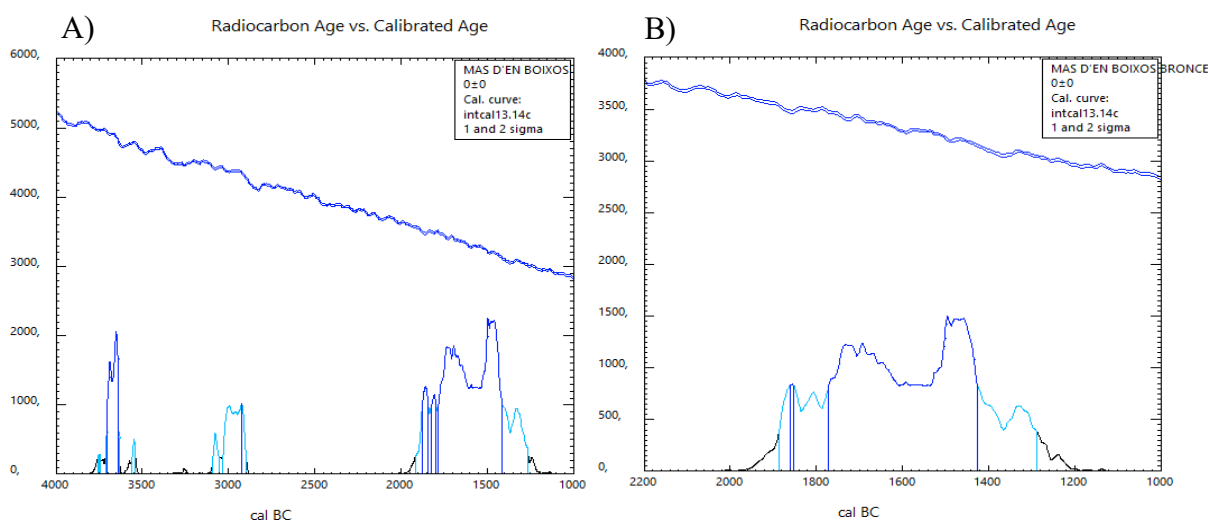 A)
Radiocarbon Age vs. Calibrated Age
6000,
5000,
4000,
3000,
2000,
1000,
0,
MAS D'EN BOIXOS
0±0
Cal. curve:
intcal13.14c
1 and 2 sigma
4000 3500 3000 2500 2000 1500 1000
cal BC
B)
Radiocarbon Age vs. Calibrated Age
4000,
3500,
3000,
2500,
2000,
1500,
1000,
500,
0,
MAS D'EN BOIXOS BRONCE
0±0
Cal. curve:
intcal13.14c
1 and 2 sigma
2200 2000 1800 1600 1400 1200 1000
cal BC